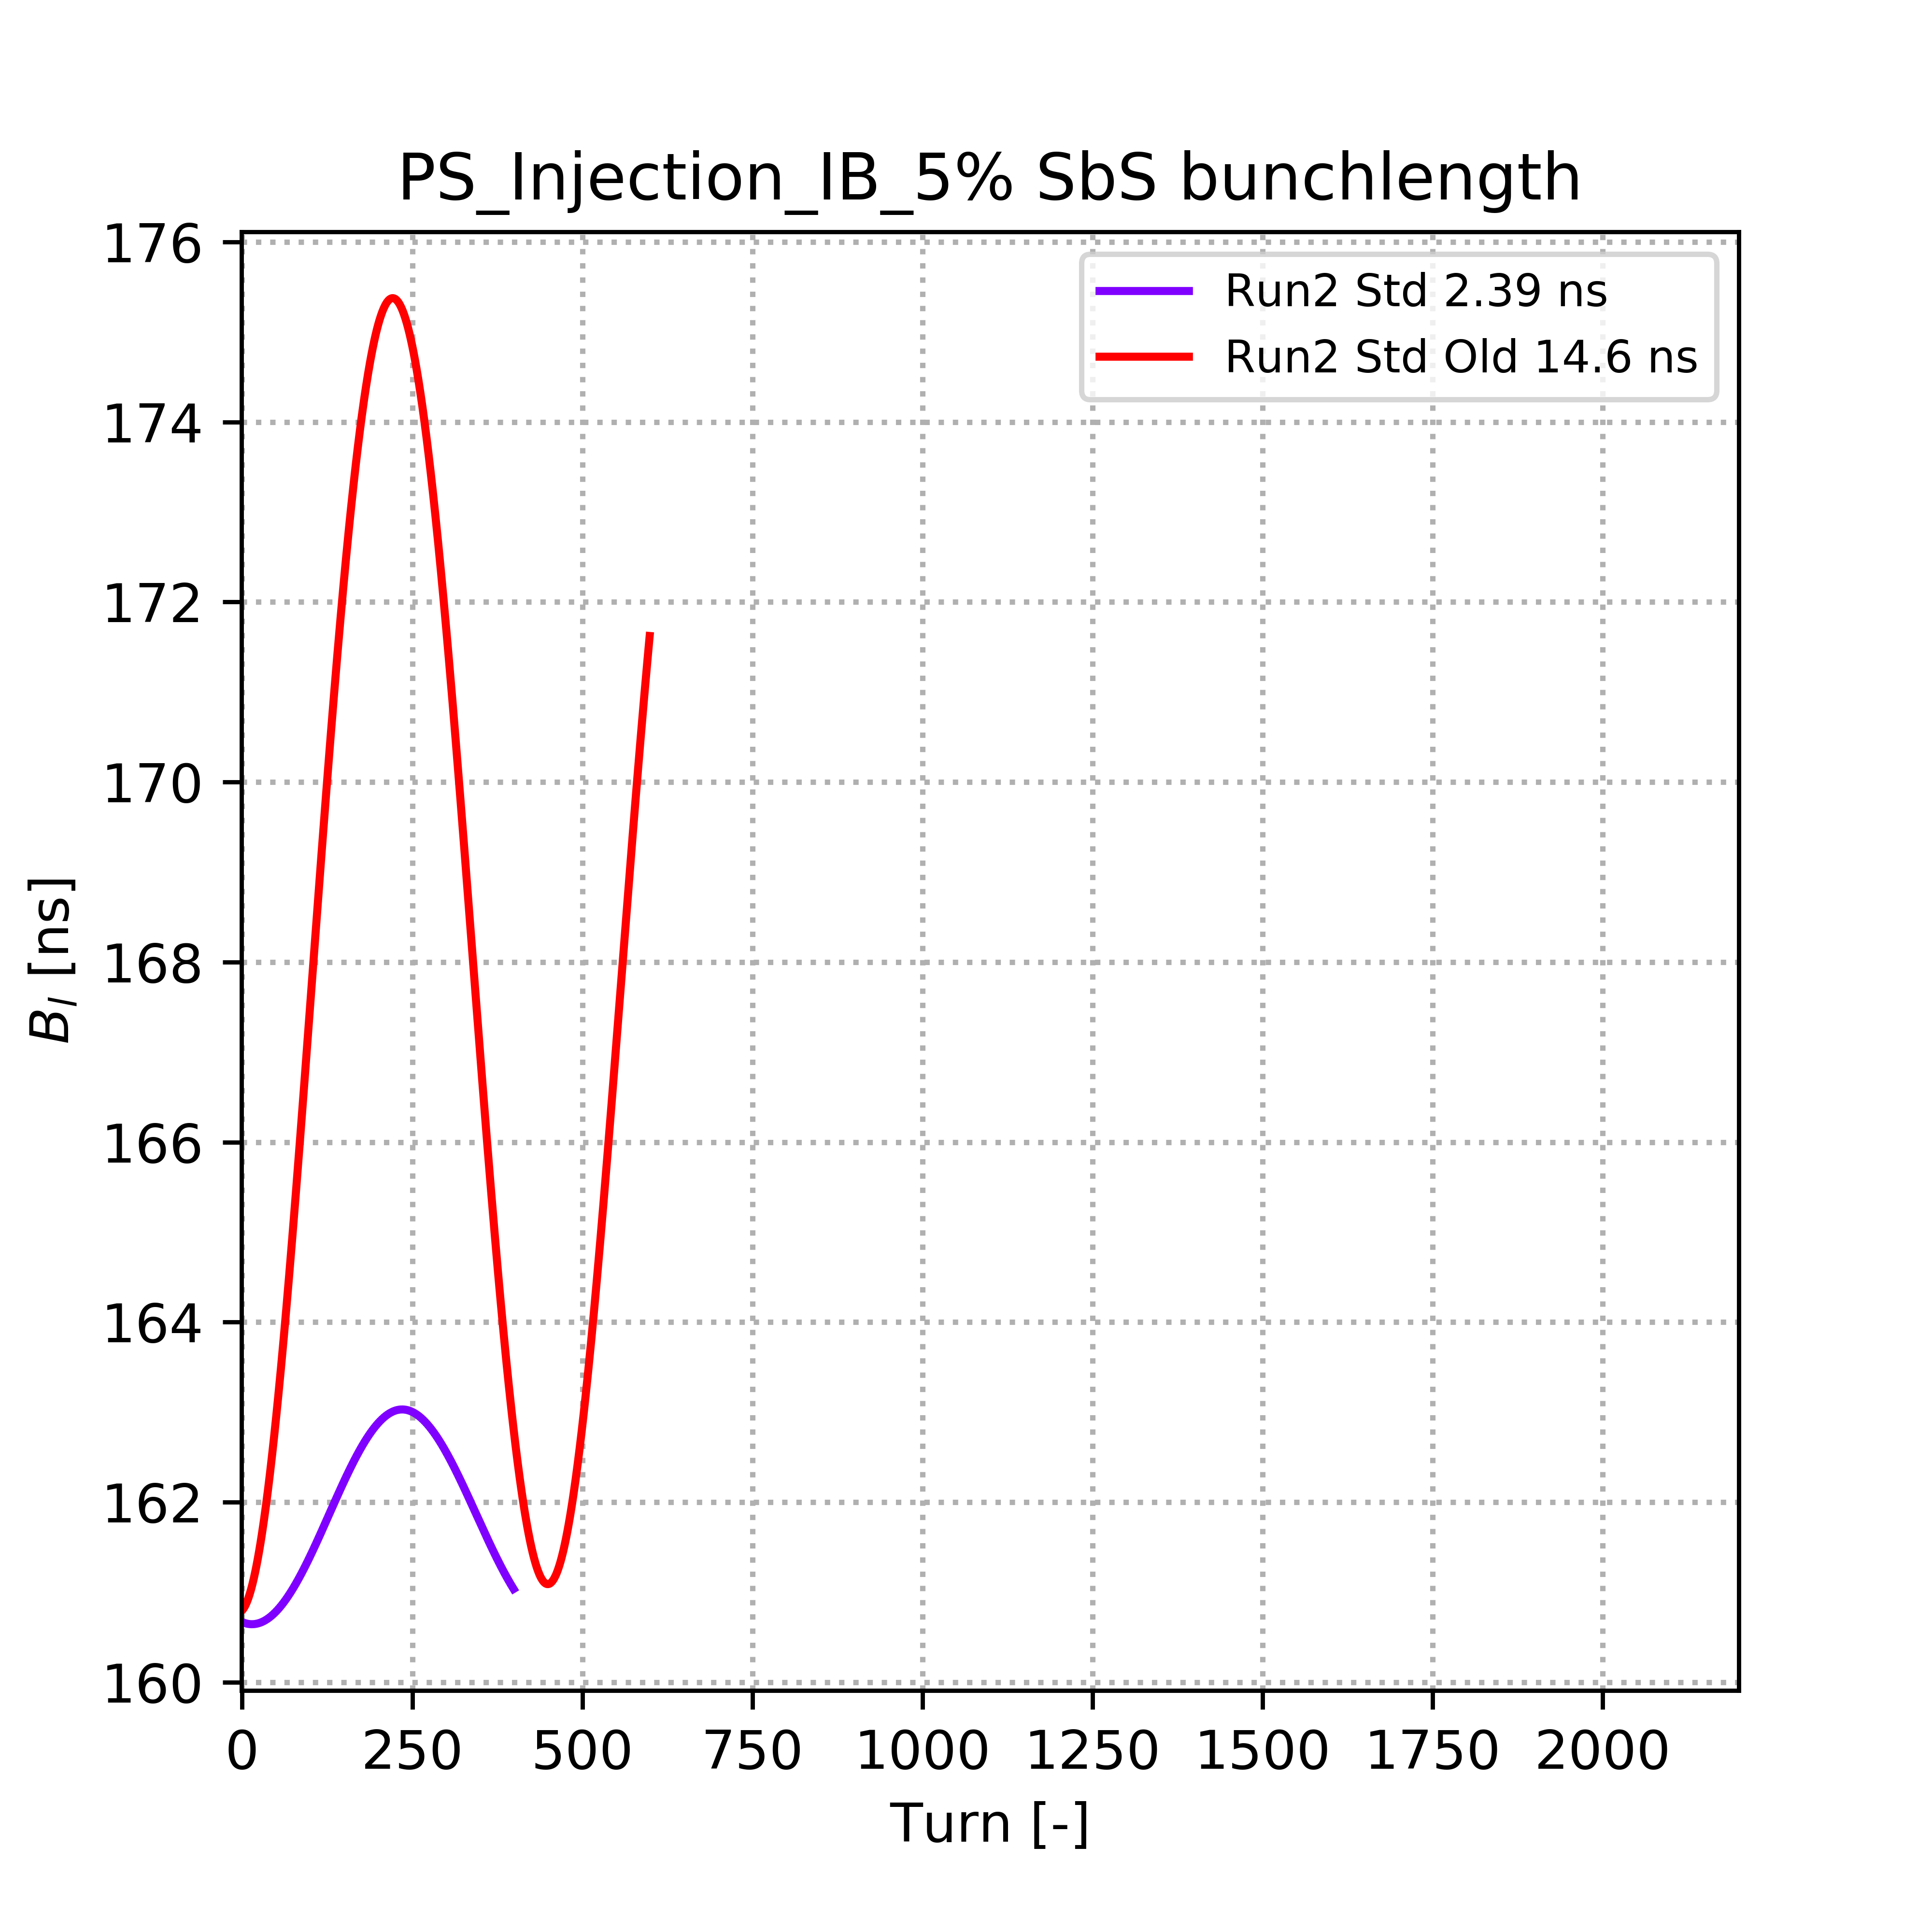 PS_Injection_IB_5% SbS bunchlength
176
174
172
170
168
166
164
162
160
B_l [ns]
Run2 Std 2.39 ns
Run2 Std Old 14.6 ns
0 250 500 750 1000 1250 1500 1750 2000
Turn [-]